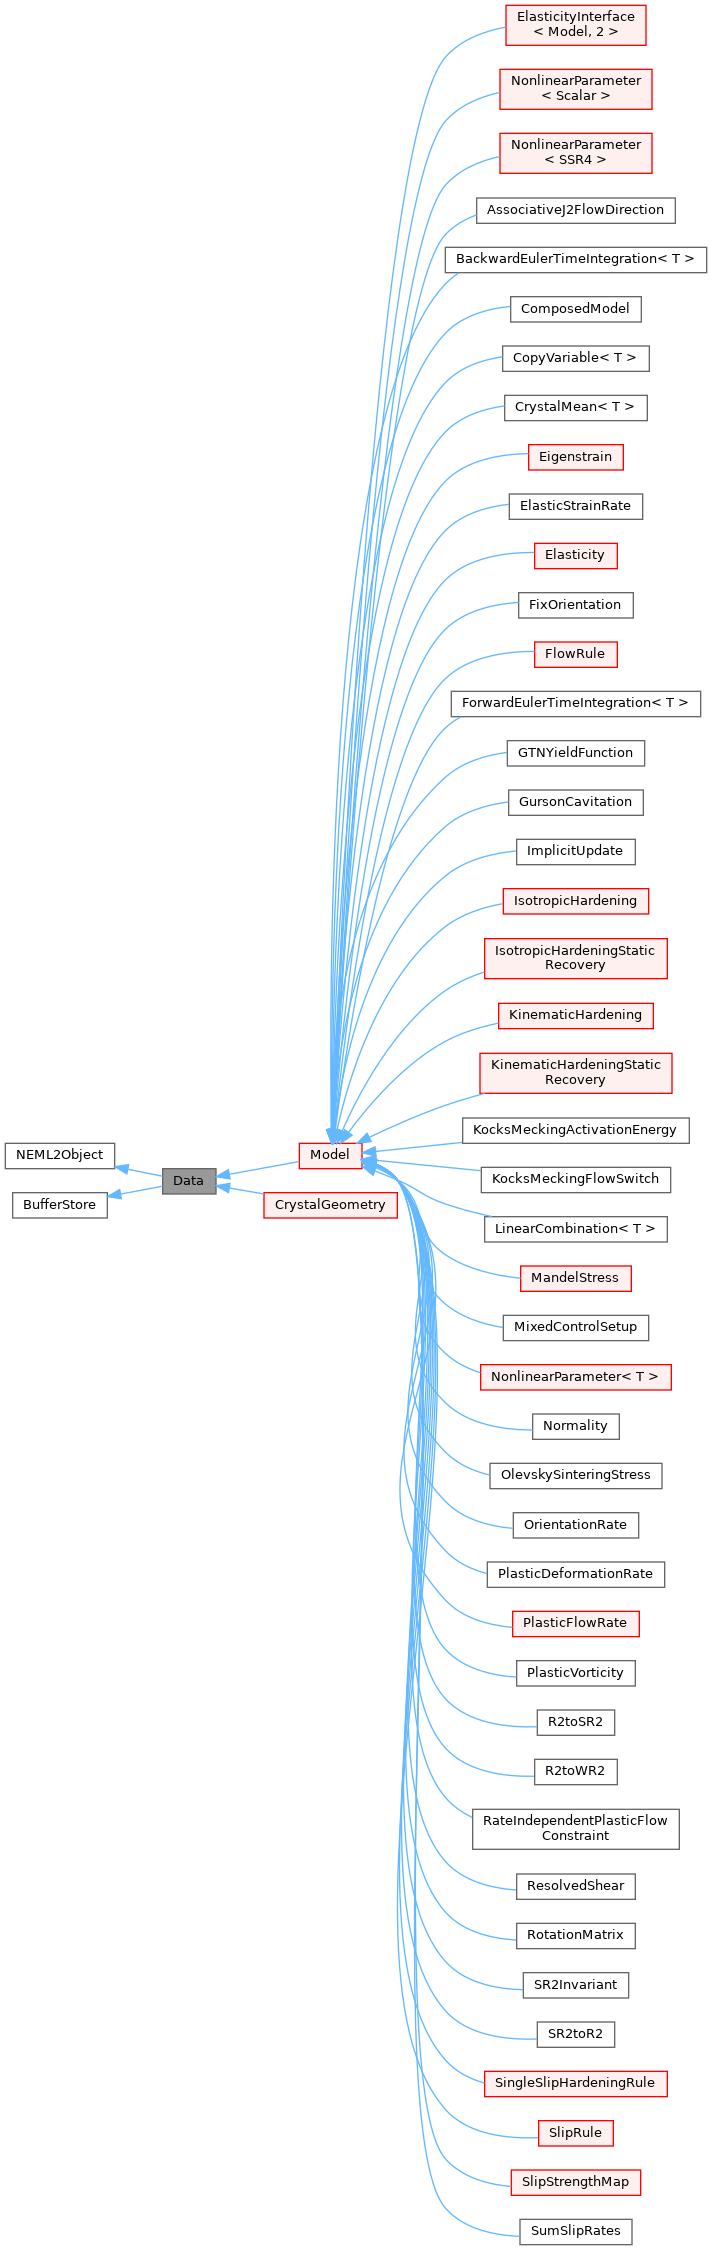 ElasticityInterface
< Model, 2 >
NonlinearParameter
< Scalar >
NonlinearParameter
< SSR4 >
AssociativeJ2FlowDirection
BackwardEulerTimeIntegration< T >
ComposedModel
CopyVariable< T >
CrystalMean< T >
Eigenstrain
ElasticStrainRate
Elasticity
FixOrientation
FlowRule
ForwardEulerTimeIntegration< T >
GTNYieldFunction
GursonCavitation
ImplicitUpdate
IsotropicHardening
IsotropicHardeningStatic
Recovery
KinematicHardening
KinematicHardeningStatic
Recovery
KocksMeckingActivationEnergy
NEML2Object
Model
Data
KocksMeckingFlowSwitch
BufferStore
CrystalGeometry
LinearCombination< T >
MandelStress
MixedControlSetup
NonlinearParameter< T >
Normality
OlevskySinteringStress
OrientationRate
PlasticDeformationRate
PlasticFlowRate
PlasticVorticity
R2toSR2
R2toWR2
RateIndependentPlasticFlow
Constraint
ResolvedShear
RotationMatrix
SR2Invariant
SR2toR2
SingleSlipHardeningRule
SlipRule
SlipStrengthMap
SumSlipRates